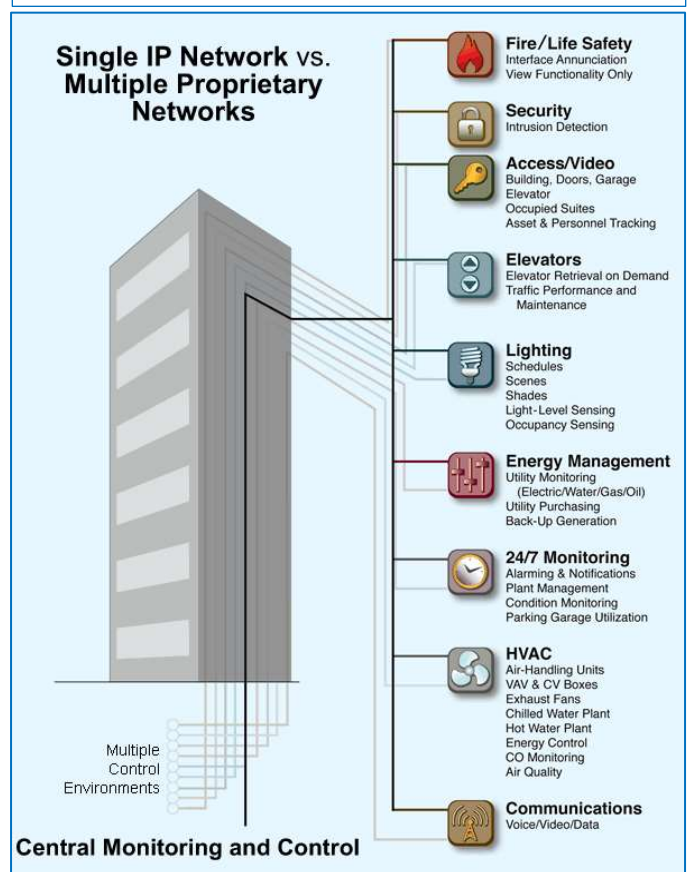 Single IP Network vs.
Multiple Proprietary
Networks
Fire/Life Safety
Interface Annunciation
View Functionality Only
Security
Intrusion Detection
Access/Video
Building, Doors, Garage
Elevator
Occupied Suites
Asset & Personnel Tracking
Elevators
Elevator Retrieval on Demand
Traffic Performance and
Maintenance
Lighting
Schedules
Scenes
Shades
Light-Level Sensing
Occupancy Sensing
Energy Management
Utility Monitoring
(Electric/Water/Gas/Oil)
Utility Purchasing
Back-Up Generation
24/7 Monitoring
Alarming & Notifications
Plant Management
Condition Monitoring
Parking Garage Utilization
HVAC
Air-Handling Units
VAV & CV Boxes
Exhaust Fans
Chilled Water Plant
Hot Water Plant
Energy Control
CO Monitoring
Air Quality
Communications
Voice/Video/Data
Multiple
Control
Environments
Central Monitoring and Control